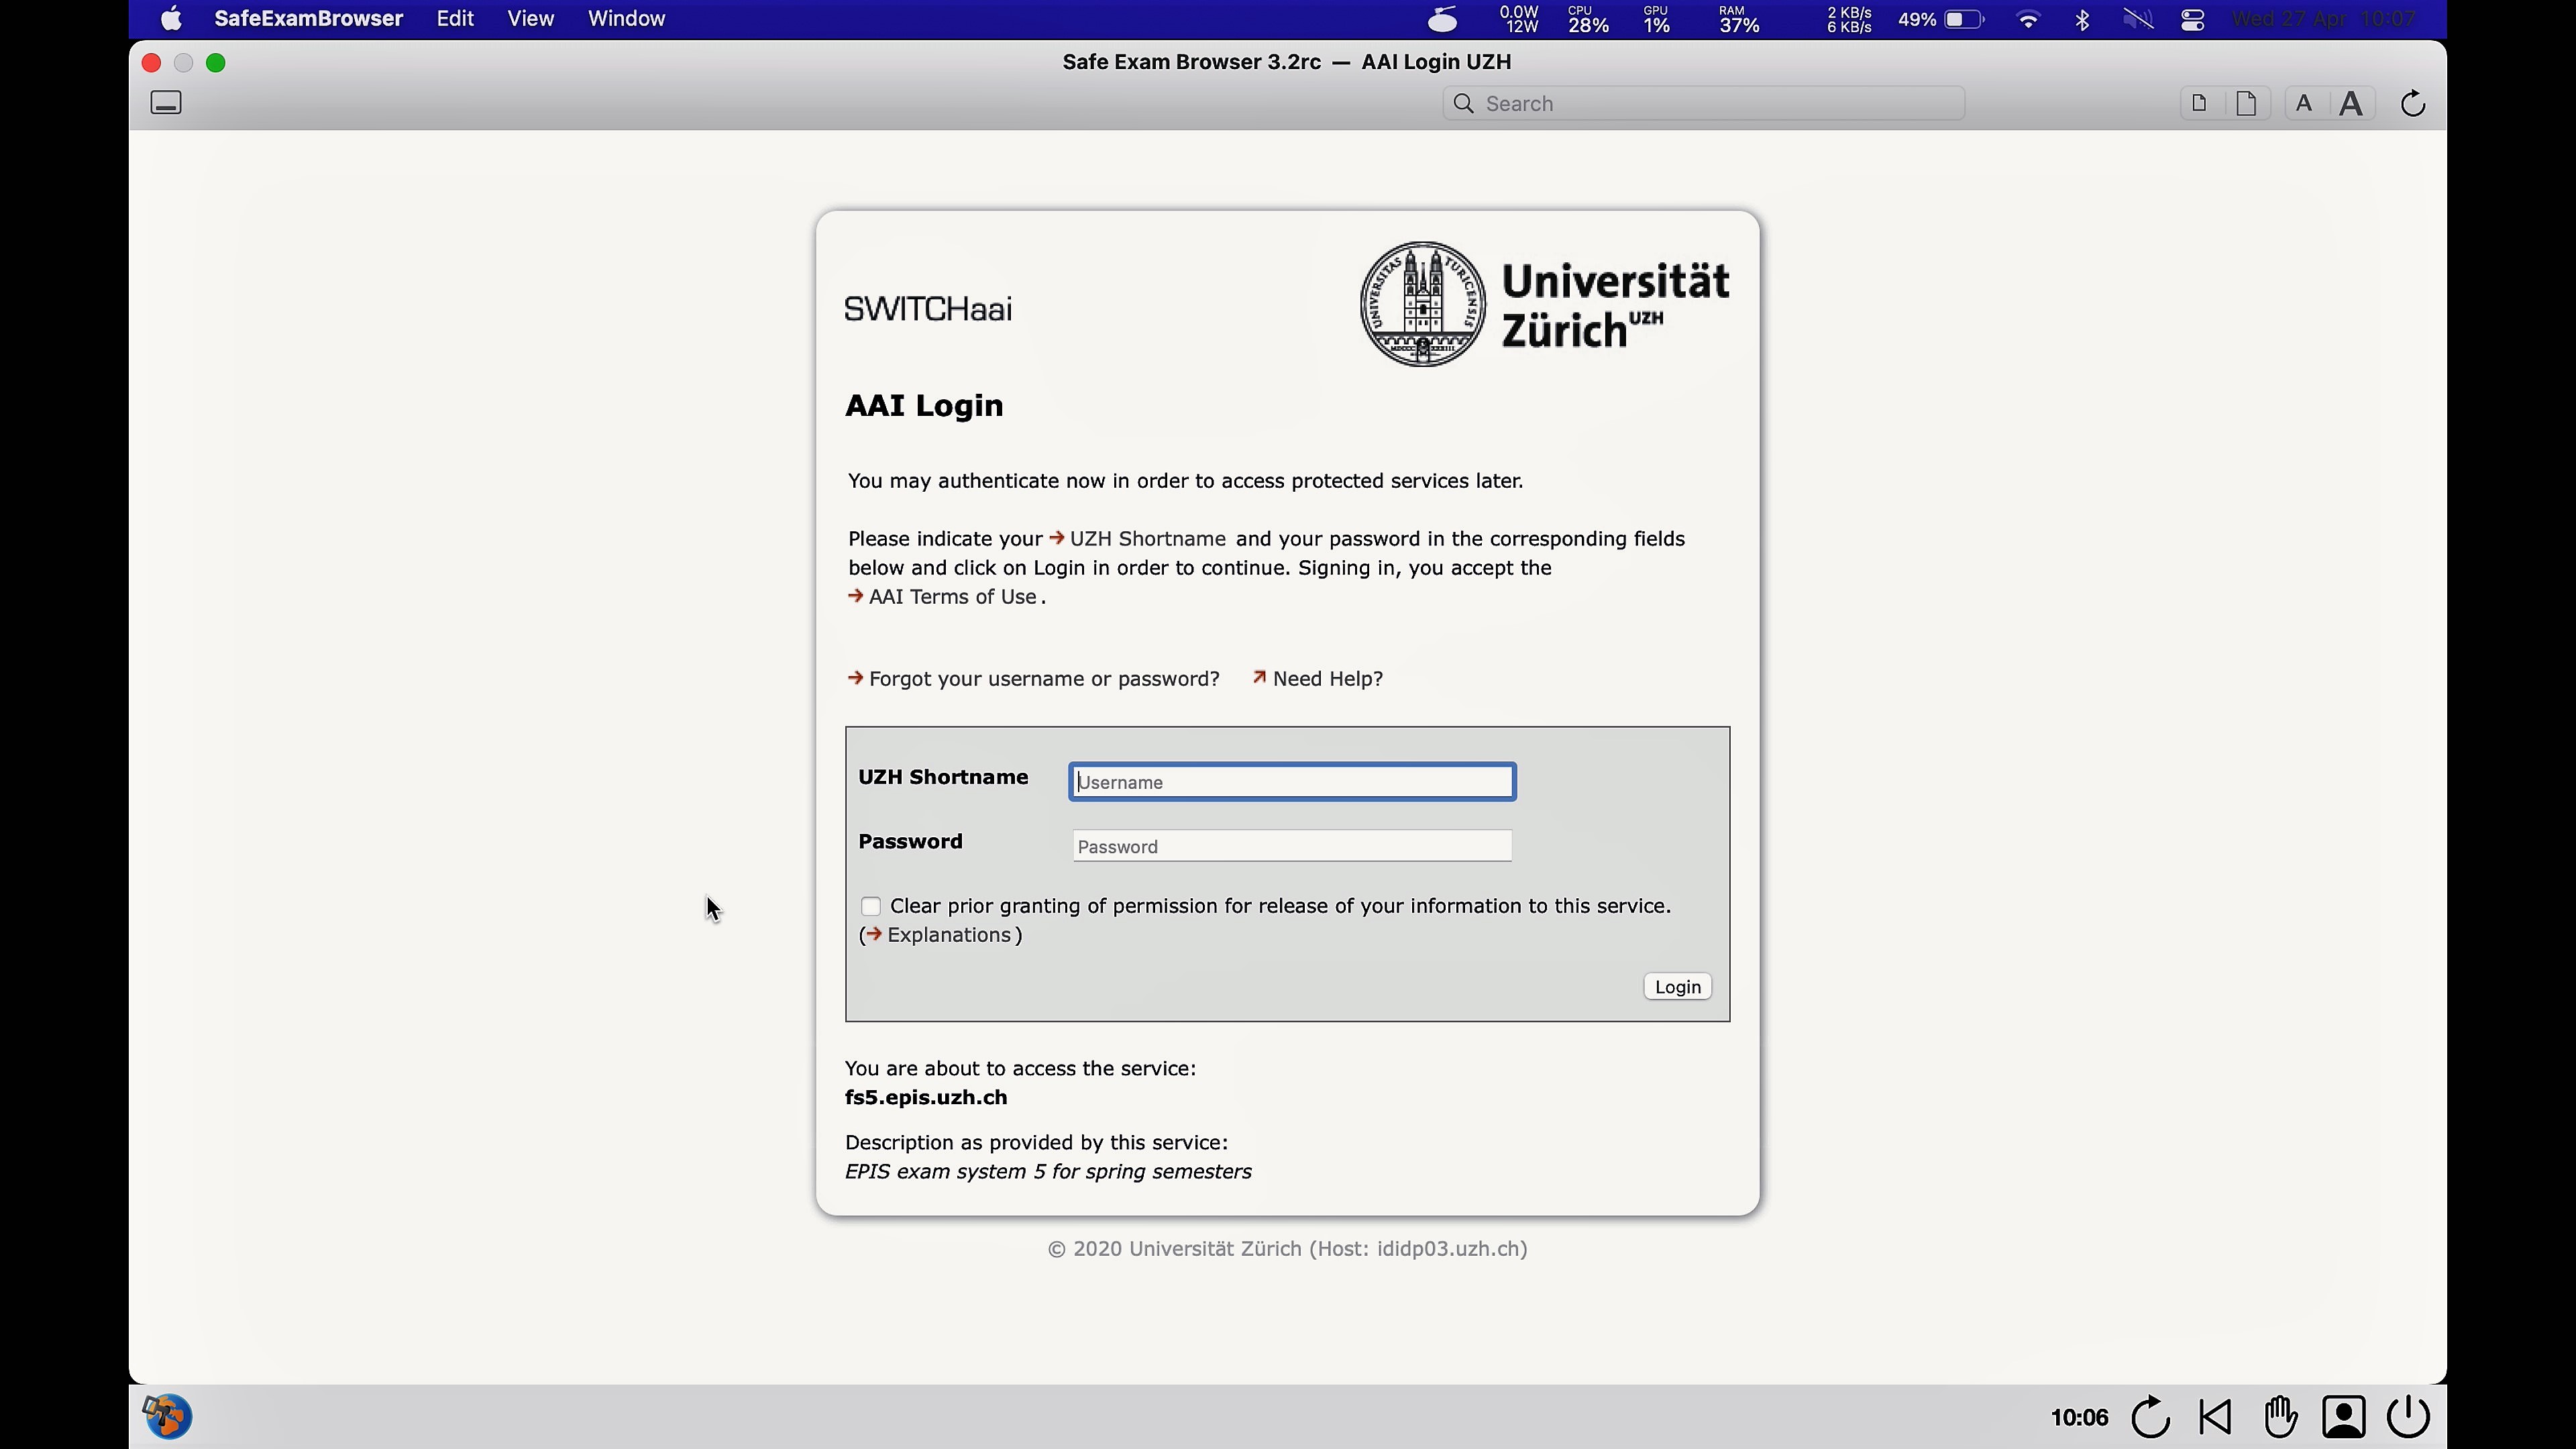 SafeExamBrowser Edit View Window 0.0W 12W CPU 28% GPU 1% RAM 37% 2 KB/s 6 KB/s 49% Wed 27 Apr 10:07
Safe Exam Browser 3.2rc — AAI Login UZH
Search A A
SWITCHaai
UNIVERSITAS TURICENSIS
Universität
Zürich UZH
AAI Login
You may authenticate now in order to access protected services later.
Please indicate your → UZH Shortname and your password in the corresponding fields
below and click on Login in order to continue. Signing in, you accept the
→ AAI Terms of Use .
→ Forgot your username or password? ↗ Need Help?
UZH Shortname Username
Password Password
Clear prior granting of permission for release of your information to this service.
(→ Explanations )
Login
You are about to access the service:
fs5.epis.uzh.ch
Description as provided by this service:
EPIS exam system 5 for spring semesters
© 2020 Universität Zürich (Host: ididp03.uzh.ch)
10:06